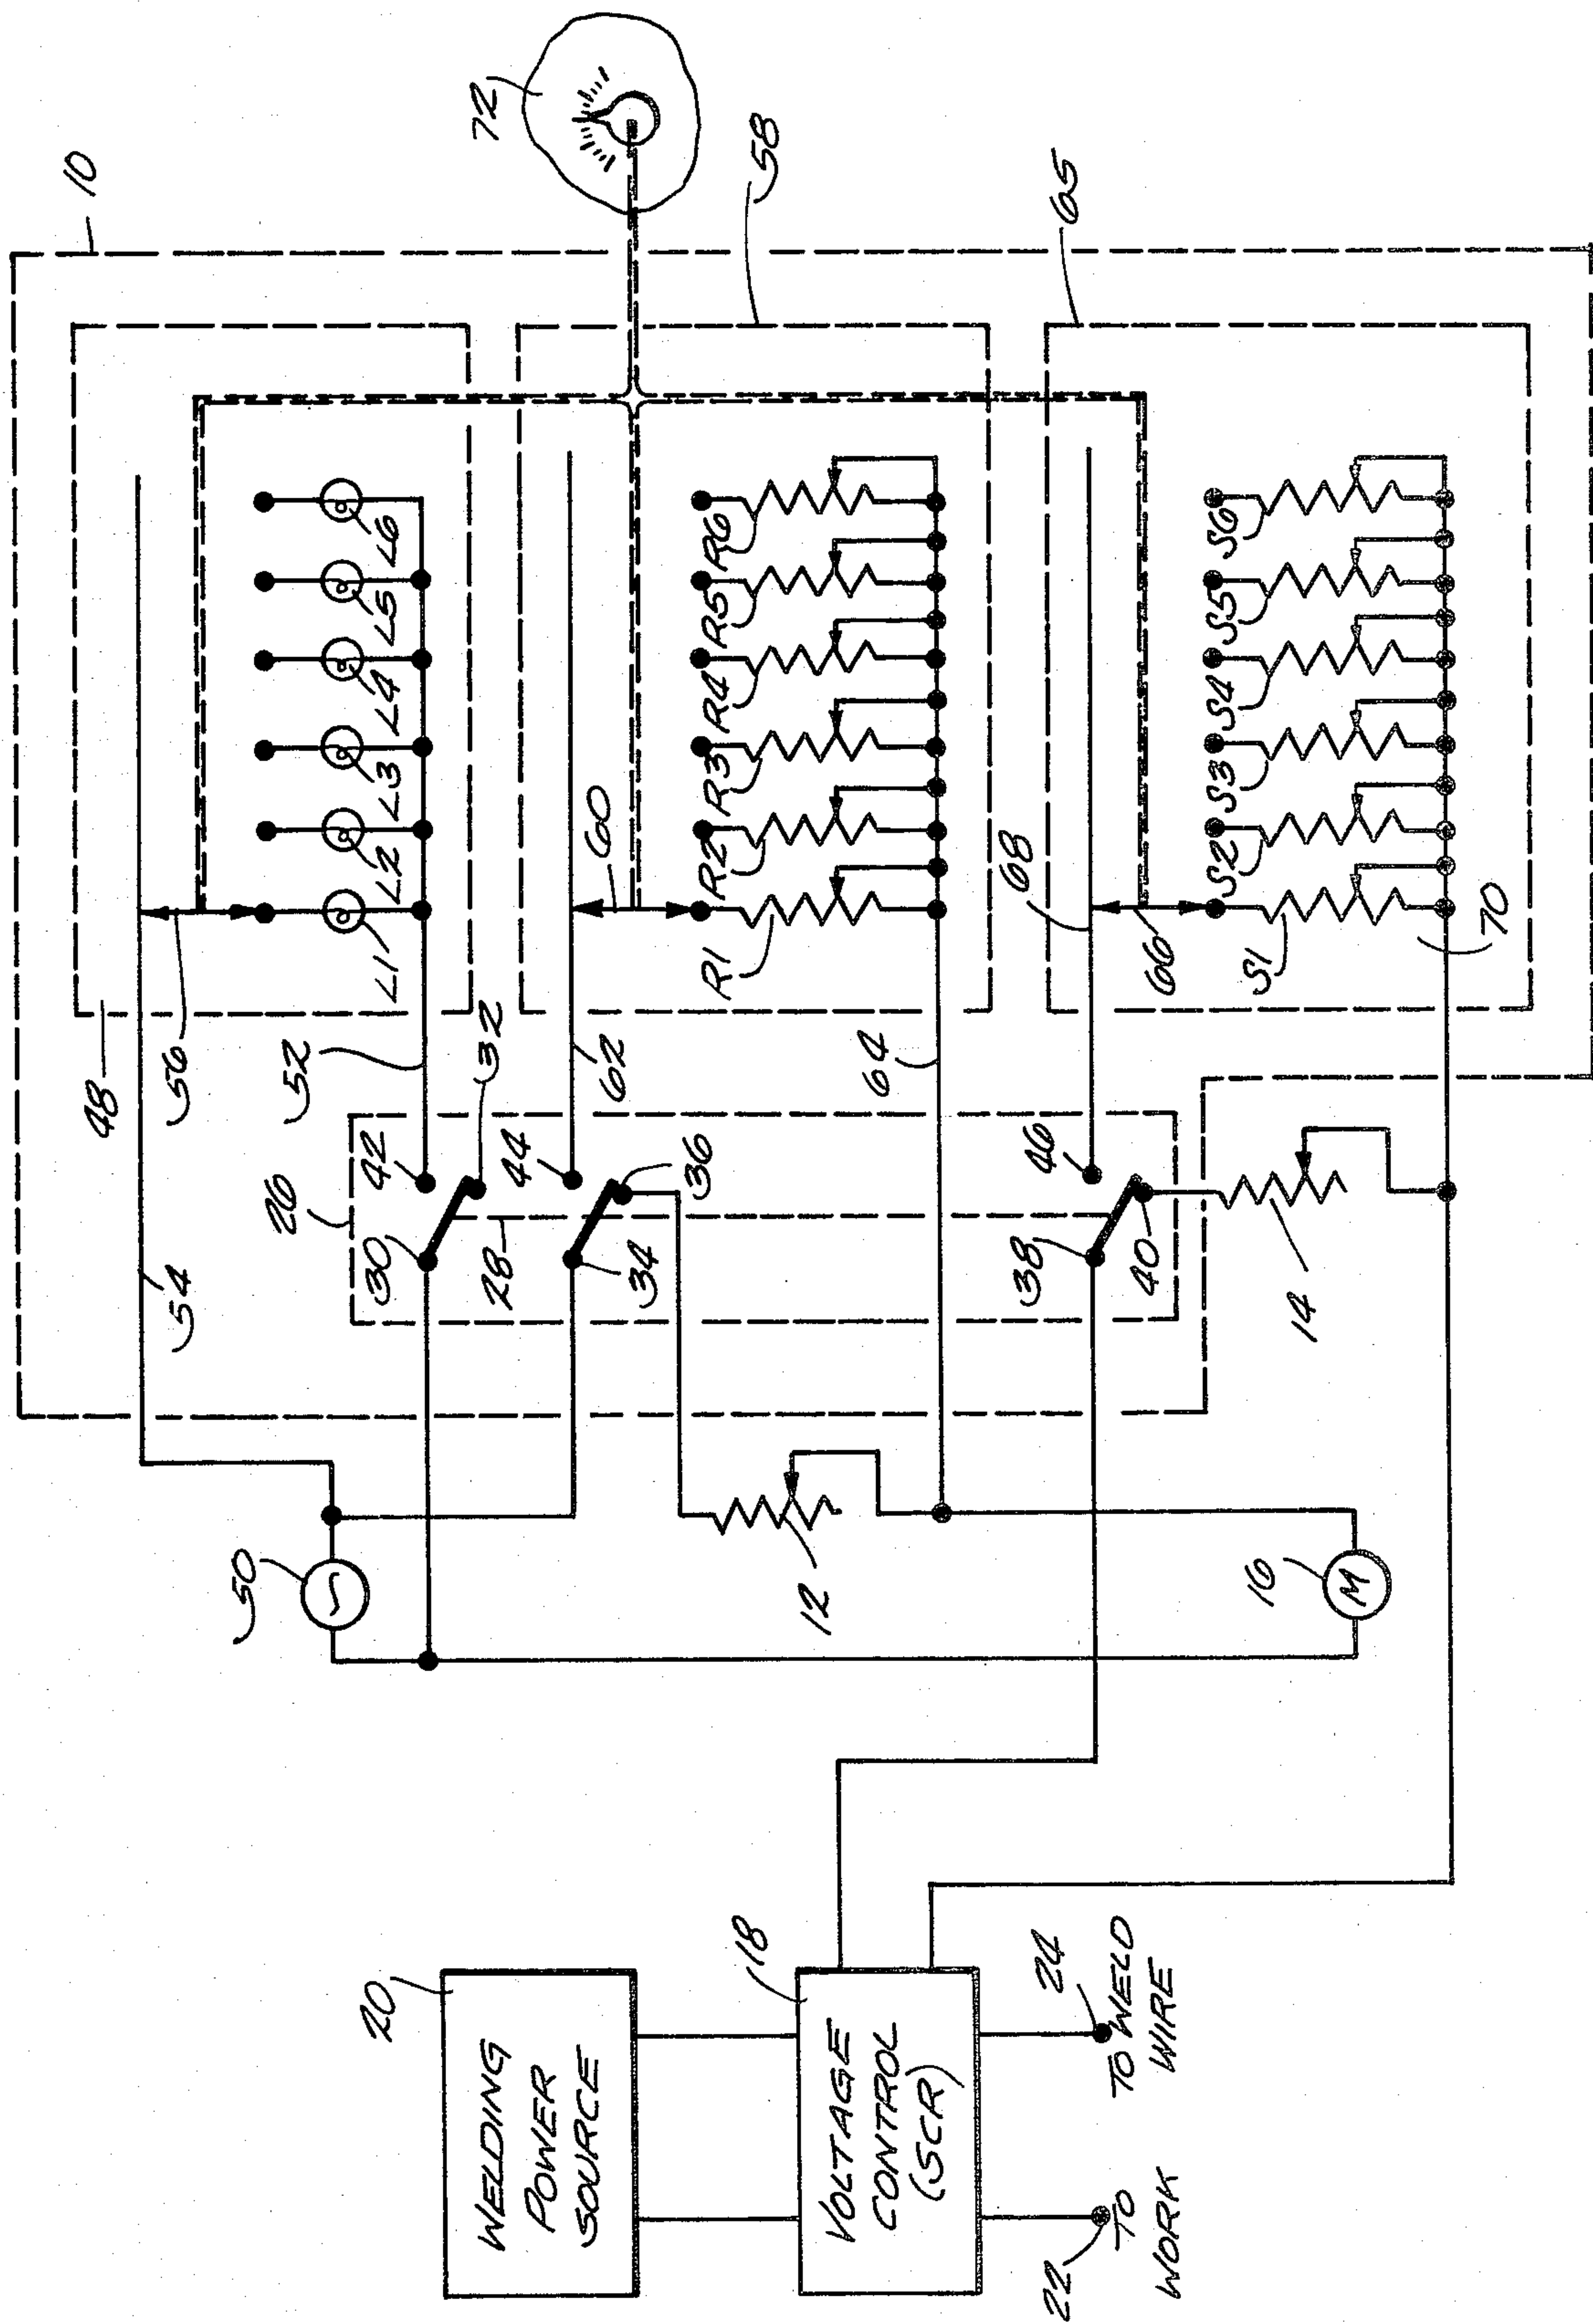 WELDING
POWER
SOURCE
20
VOLTAGE
CONTROL
(SCR)
18
22
TO
WORK
24
TO WELD
WIRE
50
12
16
M
54
26
30
42
32
28
34
44
36
38
46
40
14
48
56
52
62
64
L1
L2
L3
L4
L5
L6
60
R1
R2
R3
R4
R5
R6
68
66
S1
S2
S3
S4
S5
S6
70
10
58
65
72